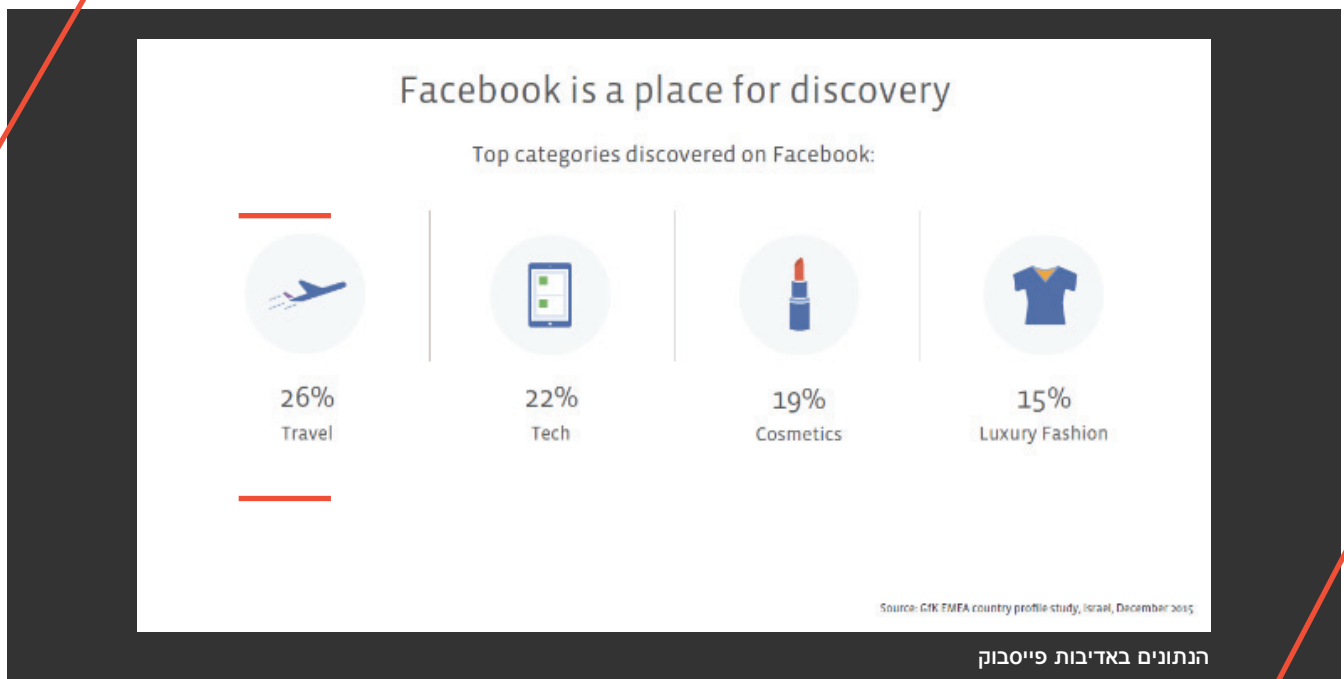 Facebook is a place for discovery
Top categories discovered on Facebook:
26%
Travel
22%
Tech
19%
Cosmetics
15%
Luxury Fashion
Source: GfK EMEA country profile study, Israel, December 2015
הנתונים באדיבות פייסבוק